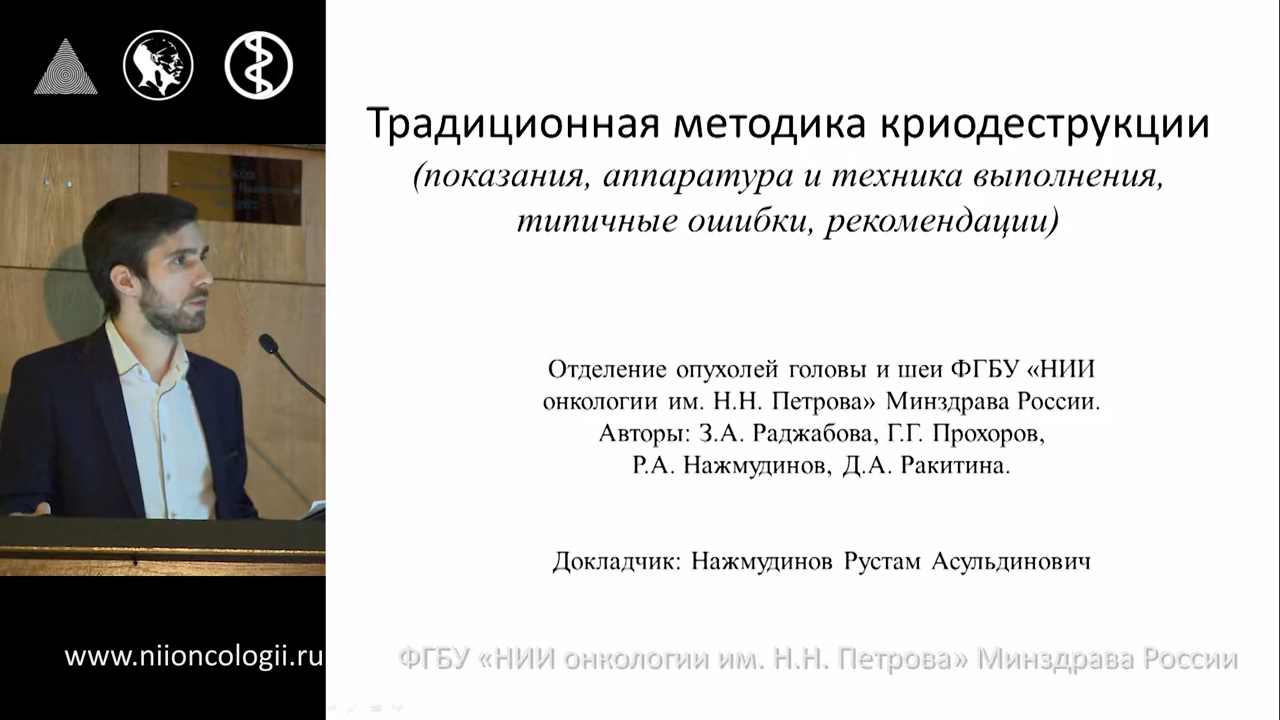 Традиционная методика криодеструкции
(показания, аппаратура и техника выполнения,
типичные ошибки, рекомендации)
Отделение опухолей головы и шеи ФГБУ «НИИ
онкологии им. Н.Н. Петрова» Минздрава России.
Авторы: З.А. Раджабова, Г.Г. Прохоров,
Р.А. Нажмудинов, Д.А. Ракитина.
Докладчик: Нажмудинов Рустам Асульдинович
www.niioncologii.ru
ФГБУ «НИИ онкологии им. Н.Н. Петрова» Минздрава России